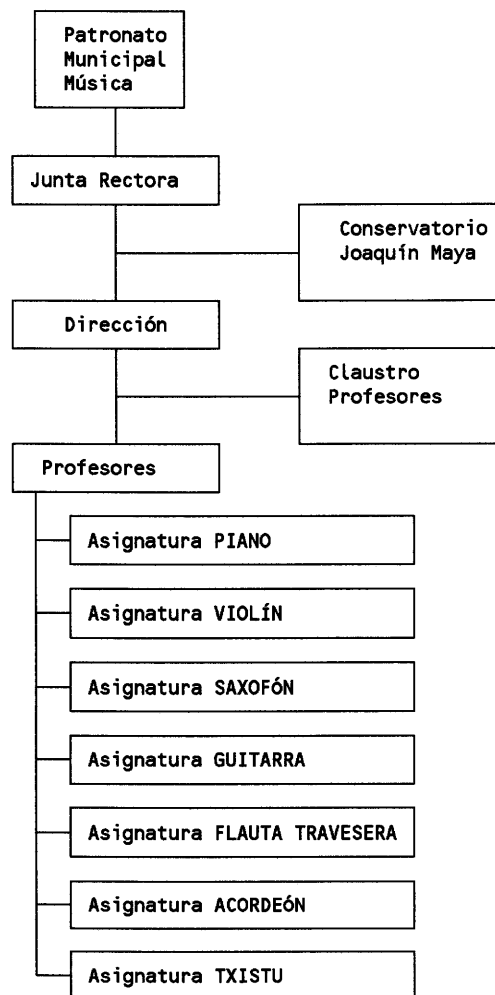 Patronato
Municipal
Música
Junta Rectora
Conservatorio
Joaquín Maya
Dirección
Claustro
Profesores
Profesores
Asignatura PIANO
Asignatura VIOLÍN
Asignatura SAXOFÓN
Asignatura GUITARRA
Asignatura FLAUTA TRAVESERA
Asignatura ACORDEÓN
Asignatura TXISTU